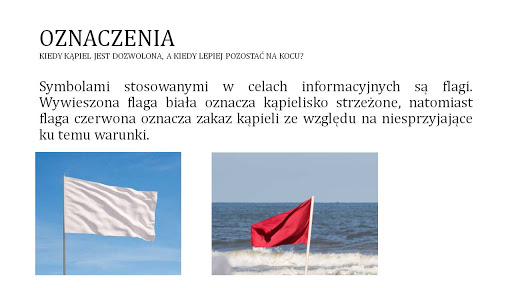 OZNACZENIA
KIEDY KĄPIEL JEST DOZWOLONA, A KIEDY LEPIEJ POZOSTAĆ NA KOCU?
Symbolami stosowanymi w celach informacyjnych są flagi.
Wywieszona flaga biała oznacza kąpielisko strzeżone, natomiast
flaga czerwona oznacza zakaz kąpieli ze względu na niesprzyjające
ku temu warunki.